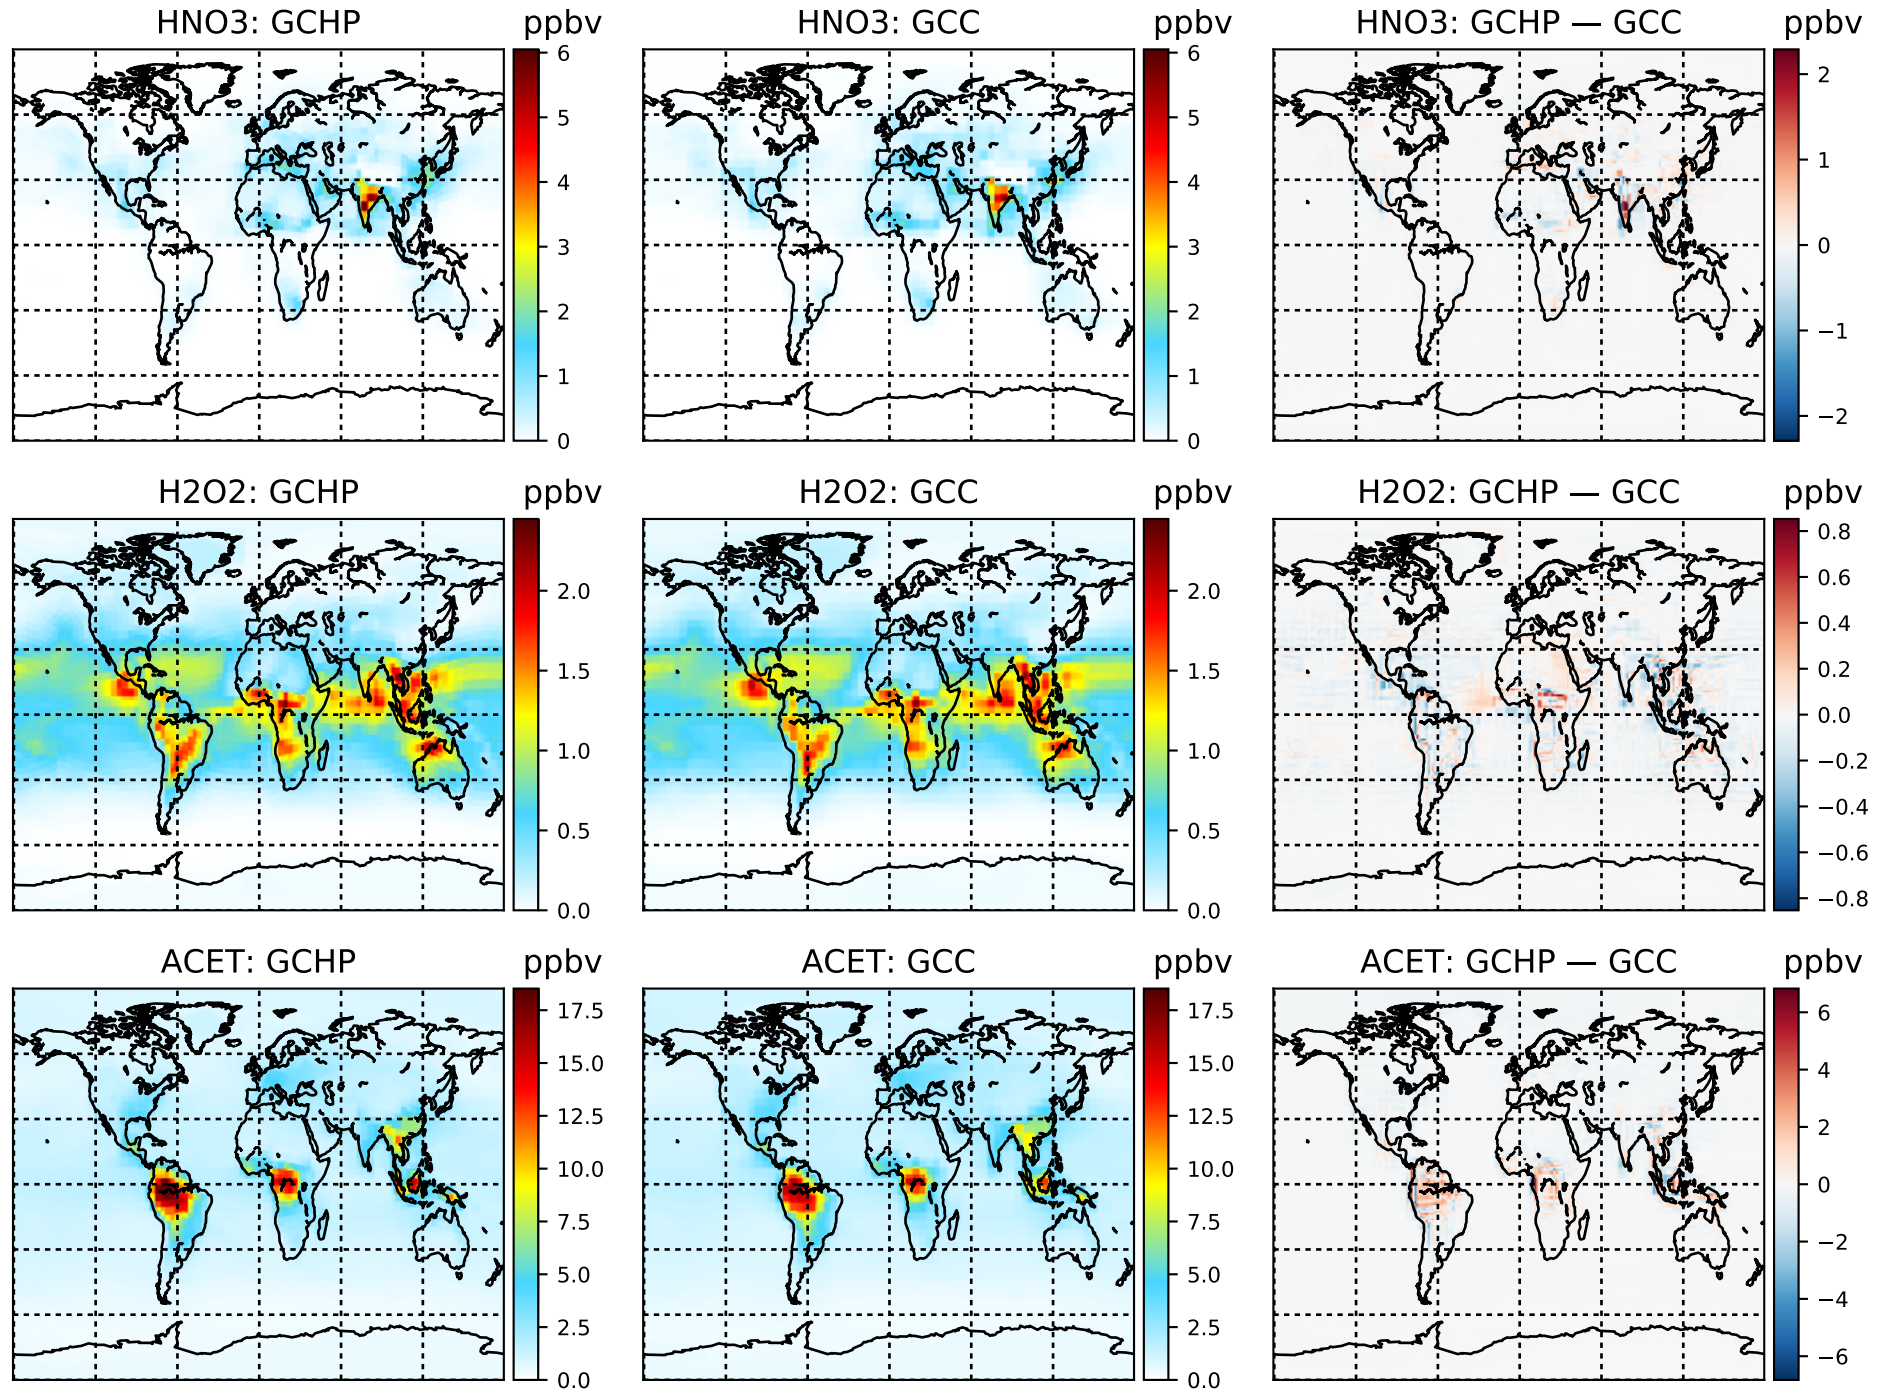 HNO3: GCHP ppbv HNO3: GCC ppbv HNO3: GCHP — GCC ppbv
6 6
2
5 5
4 4 1
3 3 0
2 2
−1
1 1
−2
0 0
H2O2: GCHP ppbv H2O2: GCC ppbv H2O2: GCHP — GCC ppbv
0.8
2.0 2.0 0.6
0.4
1.5 1.5 0.2
0.0
1.0 1.0 −0.2
−0.4
0.5 0.5 −0.6
−0.8
0.0 0.0
ACET: GCHP ppbv ACET: GCC ppbv ACET: GCHP — GCC ppbv
17.5 17.5 6
15.0 15.0 4
12.5 12.5
2
10.0 10.0
0
7.5 7.5
−2
5.0 5.0
−4
2.5 2.5
−6
0.0 0.0